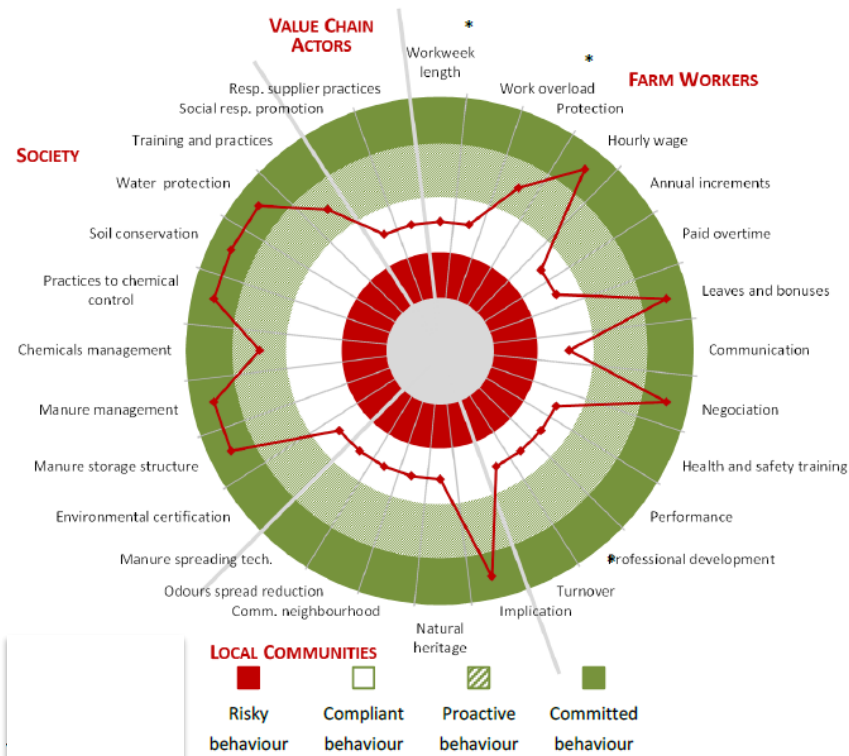 VALUE CHAIN
ACTORS
*
Workweek
length
*
Work overload
Protection
FARM WORKERS
Hourly wage
Annual increments
Paid overtime
Leaves and bonuses
Communication
Negociation
Health and safety training
Performance
*
Professional development
Turnover
Implication
Natural
heritage
LOCAL COMMUNITIES
Comm. neighbourhood
Odours spread reduction
Manure spreading tech.
Environmental certification
Manure storage structure
Manure management
Chemicals management
Practices to chemical
control
Soil conservation
Water protection
SOCIETY
Training and practices
Social resp. promotion
Resp. supplier practices
Risky
behaviour
Compliant
behaviour
Proactive
behaviour
Committed
behaviour